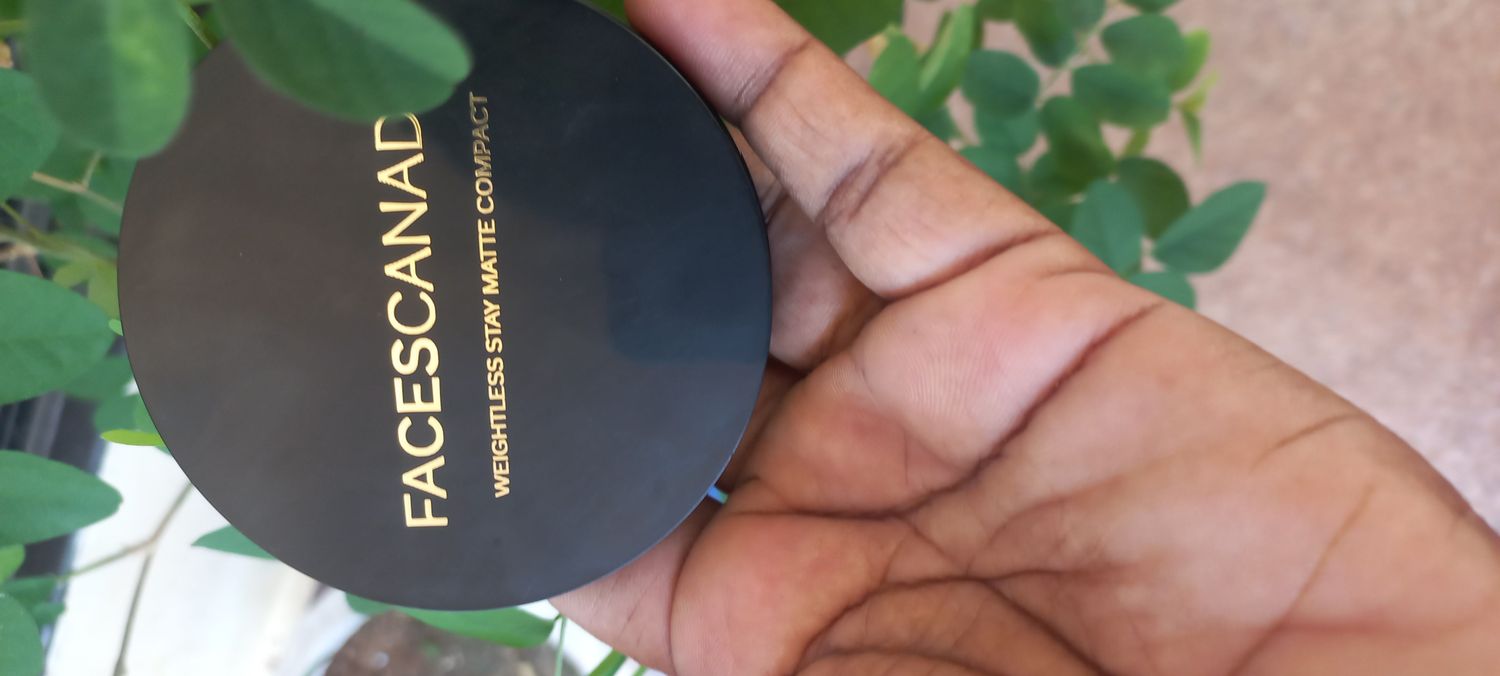 FACESCANAD
WEIGHTLESS STAY MATTE COMPACT